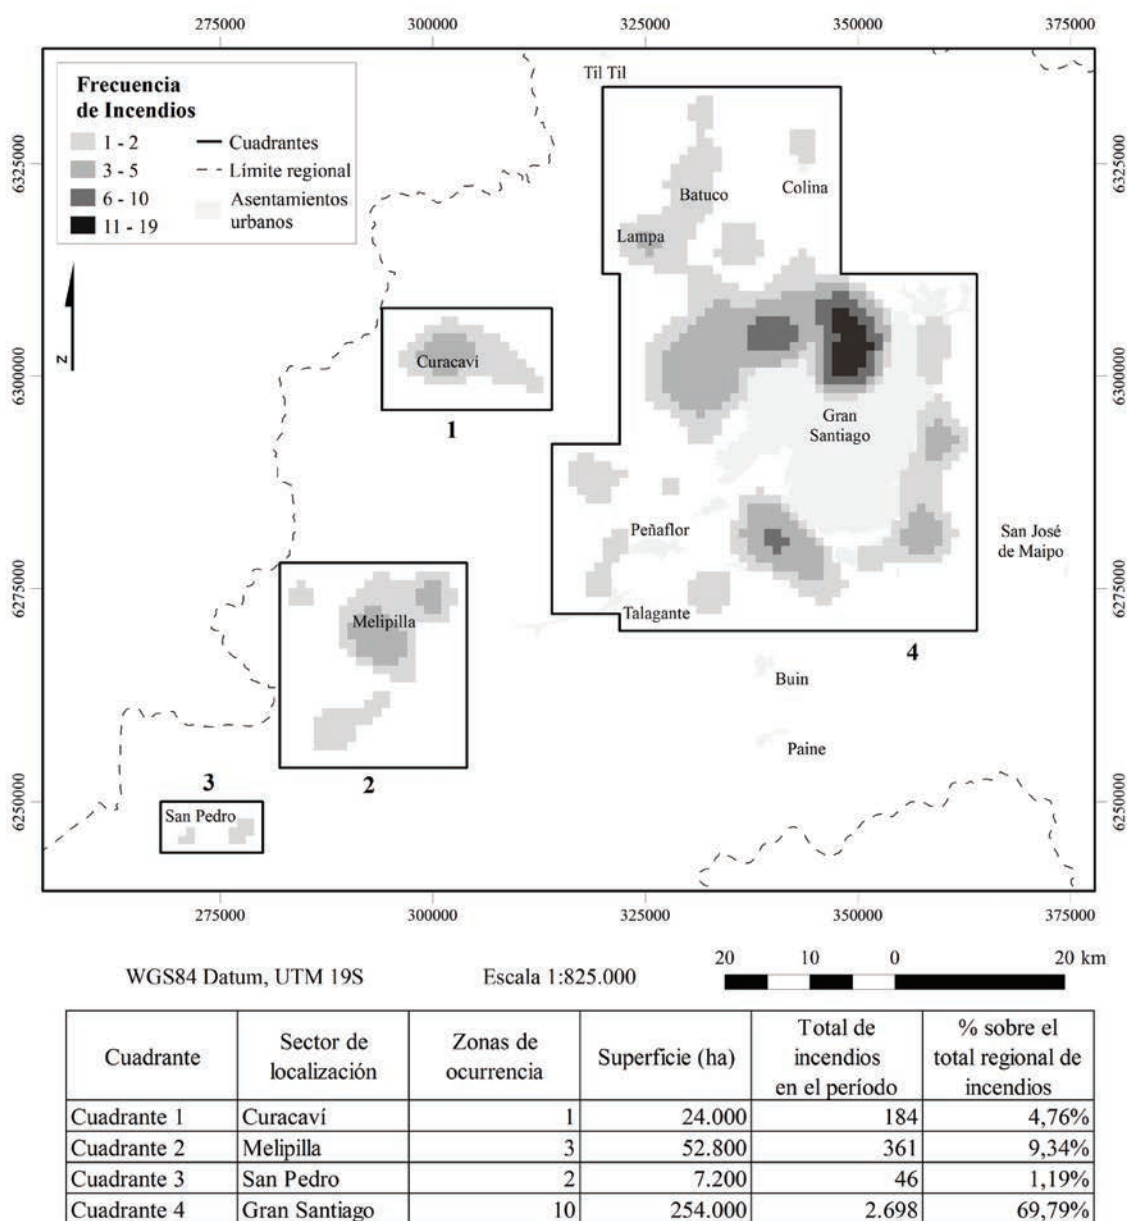 275000 300000 325000 350000 375000
Til Til
Frecuencia
de Incendios
1 - 2
3 - 5
6 - 10
11 - 19
Cuadrantes
Límite regional
Asentamientos
urbanos
6325000
6325000
Batuco
Colina
Lampa
N
Curacaví
1
6300000
6300000
Gran
Santiago
Peñaflor
San José
de Maipo
6275000
6275000
Melipilla
Talagante
4
Buin
Paine
2
3
San Pedro
6250000
6250000
275000 300000 325000 350000 375000
WGS84 Datum, UTM 19S
Escala 1:825.000
20 10 0 20 km
Cuadrante
Sector de
localización
Zonas de
ocurrencia
Superficie (ha)
Total de
incendios
en el período
% sobre el
total regional de
incendios
Cuadrante 1 Curacaví 1 24.000 184 4,76%
Cuadrante 2 Melipilla 3 52.800 361 9,34%
Cuadrante 3 San Pedro 2 7.200 46 1,19%
Cuadrante 4 Gran Santiago 10 254.000 2.698 69,79%